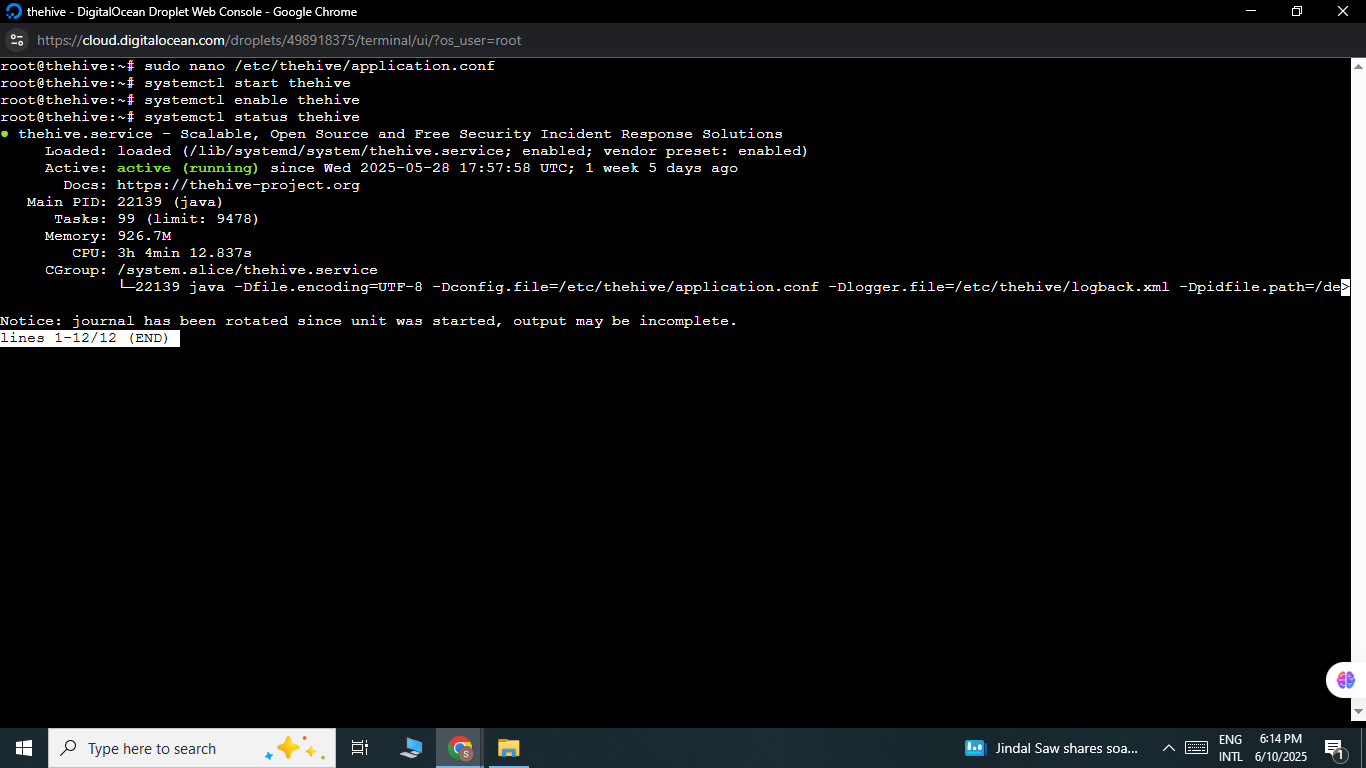 thehive - DigitalOcean Droplet Web Console - Google Chrome
https://cloud.digitalocean.com/droplets/498918375/terminal/ui/?os_user=root
root@thehive:~# sudo nano /etc/thehive/application.conf
root@thehive:~# systemctl start thehive
root@thehive:~# systemctl enable thehive
root@thehive:~# systemctl status thehive
● thehive.service - Scalable, Open Source and Free Security Incident Response Solutions
Loaded: loaded (/lib/systemd/system/thehive.service; enabled; vendor preset: enabled)
Active: active (running) since Wed 2025-05-28 17:57:58 UTC; 1 week 5 days ago
Docs: https://thehive-project.org
Main PID: 22139 (java)
Tasks: 99 (limit: 9478)
Memory: 926.7M
CPU: 3h 4min 12.837s
CGroup: /system.slice/thehive.service
└─22139 java -Dfile.encoding=UTF-8 -Dconfig.file=/etc/thehive/application.conf -Dlogger.file=/etc/thehive/logback.xml -Dpidfile.path=/de>
Notice: journal has been rotated since unit was started, output may be incomplete.
lines 1-12/12 (END)
Type here to search
S
Jindal Saw shares soa...
ENG
INTL
6:14 PM
6/10/2025
1